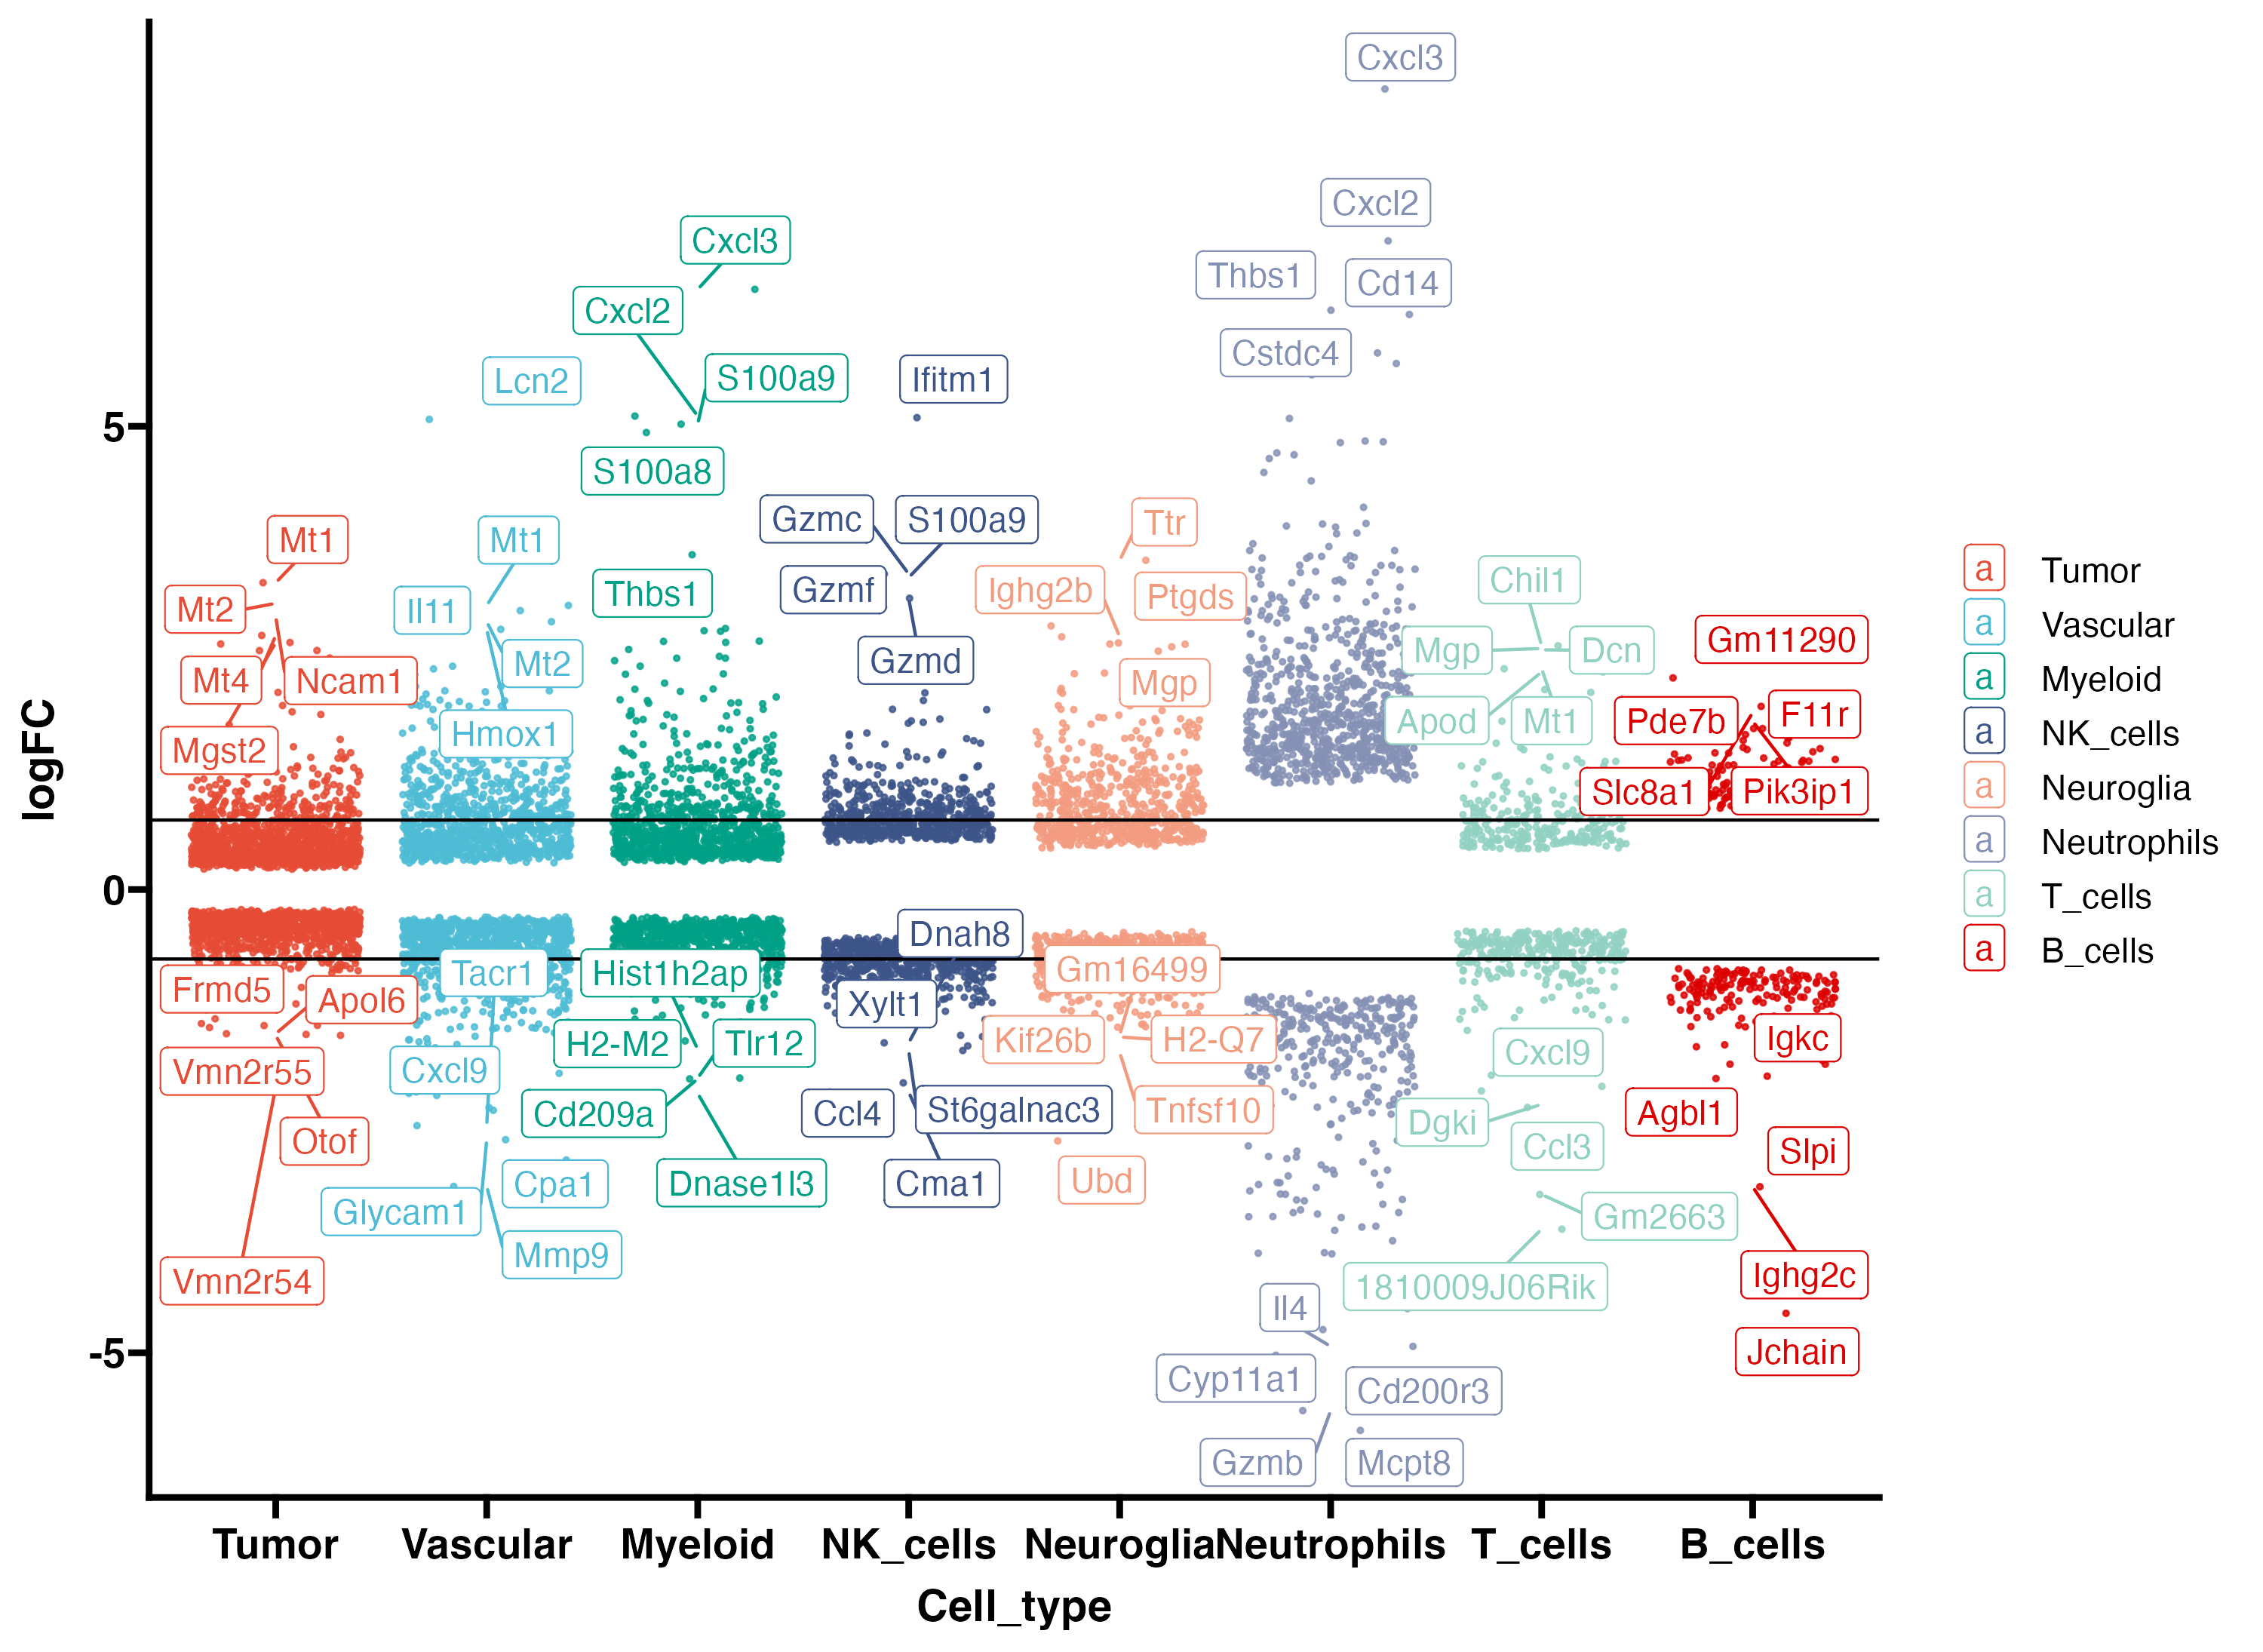 Cxcl3
Cxcl2
Cxcl3
Thbs1
Cd14
Cxcl2
Cstdc4
Lcn2
S100a9
Ifitm1
5
S100a8
Gzmc
S100a9
Ttr
Mt1
Mt1
Chil1
Gzmf
Ighg2b
Thbs1
Ptgds
Mt2
Il11
Gm11290
Mgp
Dcn
Mt2
Gzmd
Mt4
Ncam1
Mgp
F11r
Pde7b
Apod
Mt1
Hmox1
Mgst2
Slc8a1
Pik3ip1
logFC
0
Dnah8
Gm16499
Tacr1
Hist1h2ap
Frmd5
Apol6
Xylt1
Igkc
Kif26b
H2-Q7
H2-M2
Tlr12
Cxcl9
Vmn2r55
Cxcl9
Tnfsf10
St6galnac3
Agbl1
Cd209a
Ccl4
Dgki
Otof
Ccl3
Slpi
Ubd
Cpa1
Dnase1l3
Cma1
Glycam1
Gm2663
Mmp9
Ighg2c
Vmn2r54
1810009J06Rik
Il4
-5
Jchain
Cyp11a1
Cd200r3
Gzmb
Mcpt8
Tumor
Vascular
Myeloid
NK_cells
Neuroglia
Neutrophils
T_cells
B_cells
Cell_type
a Tumor
a Vascular
a Myeloid
a NK_cells
a Neuroglia
a Neutrophils
a T_cells
a B_cells